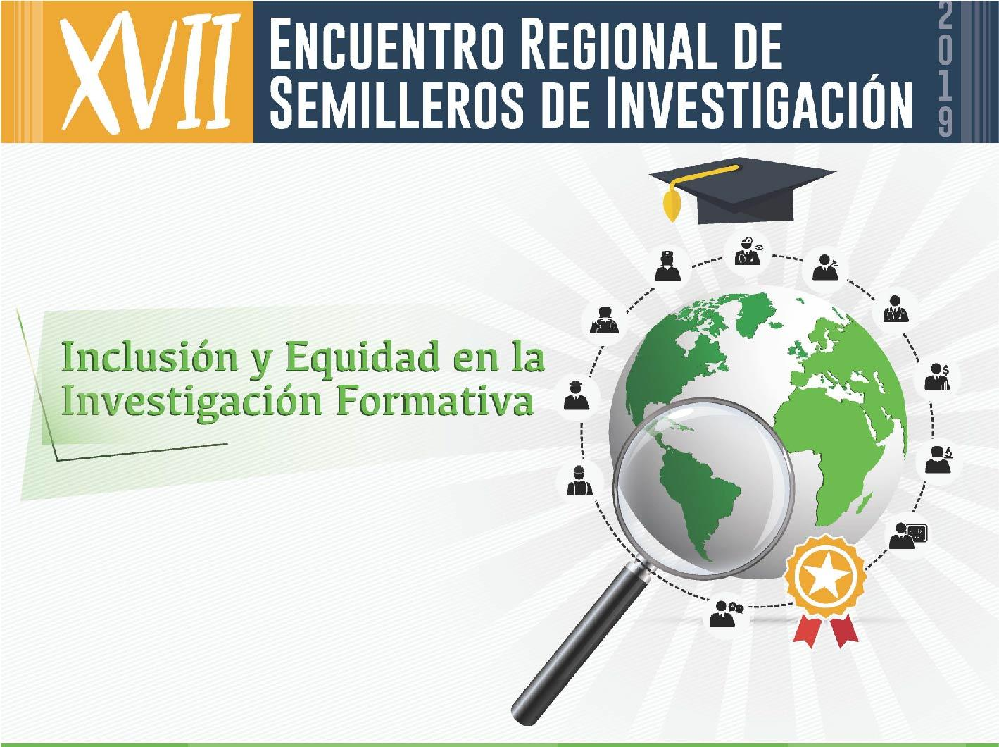 XVII
ENCUENTRO REGIONAL DE
SEMILLEROS DE INVESTIGACIÓN
2019
Inclusión y Equidad en la
Investigación Formativa